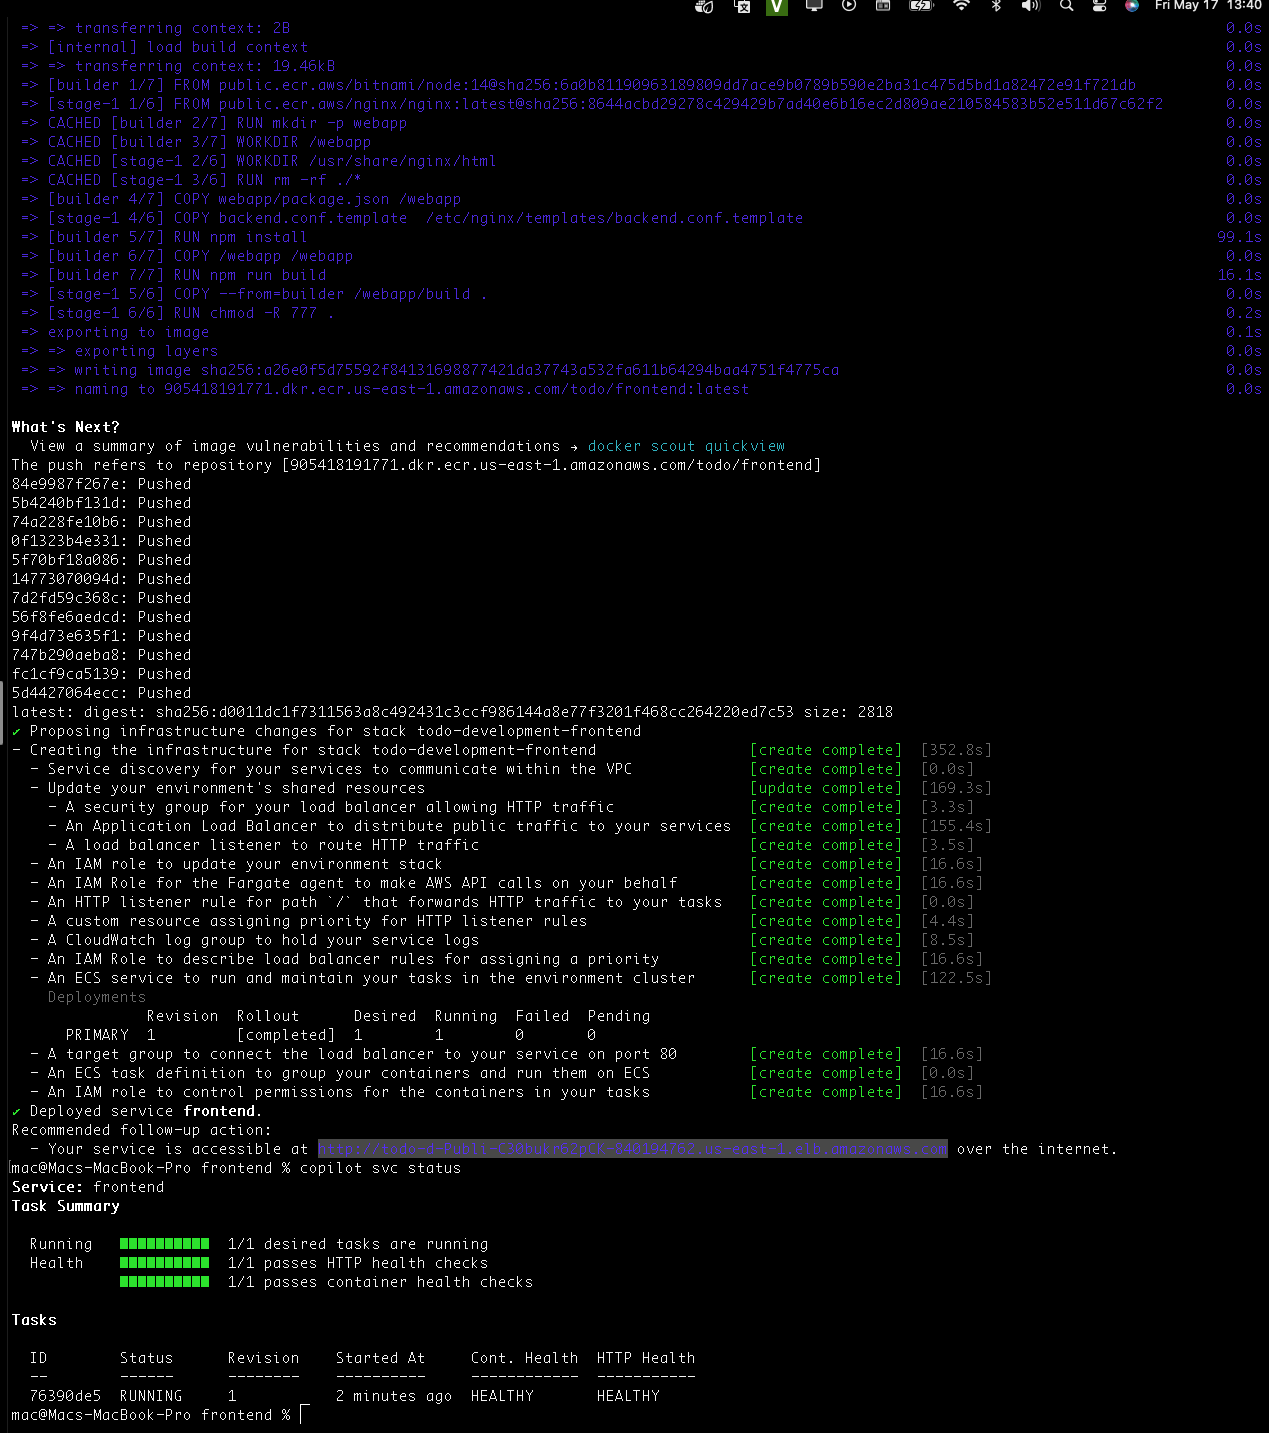 Fri May 17 13:40
=> => transferring context: 2B 0.0s
=> [internal] load build context 0.0s
=> => transferring context: 19.46kB 0.0s
=> [builder 1/7] FROM public.ecr.aws/bitnami/node:14@sha256:6a0b81190963189809dd7ace9b0789b590e2ba31c475d5bd1a82472e91f721db 0.0s
=> [stage-1 1/6] FROM public.ecr.aws/nginx/nginx:latest@sha256:8644acbd29278c429429b7ad40e6b16ec2d809ae210584583b52e511d67c62f2 0.0s
=> CACHED [builder 2/7] RUN mkdir -p webapp 0.0s
=> CACHED [builder 3/7] WORKDIR /webapp 0.0s
=> CACHED [stage-1 2/6] WORKDIR /usr/share/nginx/html 0.0s
=> CACHED [stage-1 3/6] RUN rm -rf ./* 0.0s
=> [builder 4/7] COPY webapp/package.json /webapp 0.0s
=> [stage-1 4/6] COPY backend.conf.template  /etc/nginx/templates/backend.conf.template 0.0s
=> [builder 5/7] RUN npm install 99.1s
=> [builder 6/7] COPY /webapp /webapp 0.0s
=> [builder 7/7] RUN npm run build 16.1s
=> [stage-1 5/6] COPY --from=builder /webapp/build . 0.0s
=> [stage-1 6/6] RUN chmod -R 777 . 0.2s
=> exporting to image 0.1s
=> => exporting layers 0.0s
=> => writing image sha256:a26e0f5d75592f84131698877421da37743a532fa611b64294baa4751f4775ca 0.0s
=> => naming to 905418191771.dkr.ecr.us-east-1.amazonaws.com/todo/frontend:latest 0.0s
What's Next?
View a summary of image vulnerabilities and recommendations → docker scout quickview
The push refers to repository [905418191771.dkr.ecr.us-east-1.amazonaws.com/todo/frontend]
84e9987f267e: Pushed
5b4240bf131d: Pushed
74a228fe10b6: Pushed
0f1323b4e331: Pushed
5f70bf18a086: Pushed
14773070094d: Pushed
7d2fd59c368c: Pushed
56f8fe6aedcd: Pushed
9f4d73e635f1: Pushed
747b290aeba8: Pushed
fc1cf9ca5139: Pushed
5d4427064ecc: Pushed
latest: digest: sha256:d0011dc1f7311563a8c492431c3ccf986144a8e77f3201f468cc264220ed7c53 size: 2818
✔ Proposing infrastructure changes for stack todo-development-frontend
- Creating the infrastructure for stack todo-development-frontend [create complete] [352.8s]
- Service discovery for your services to communicate within the VPC [create complete] [0.0s]
- Update your environment's shared resources [update complete] [169.3s]
- A security group for your load balancer allowing HTTP traffic [create complete] [3.3s]
- An Application Load Balancer to distribute public traffic to your services [create complete] [155.4s]
- A load balancer listener to route HTTP traffic [create complete] [3.5s]
- An IAM role to update your environment stack [create complete] [16.6s]
- An IAM Role for the Fargate agent to make AWS API calls on your behalf [create complete] [16.6s]
- An HTTP listener rule for path `/` that forwards HTTP traffic to your tasks [create complete] [0.0s]
- A custom resource assigning priority for HTTP listener rules [create complete] [4.4s]
- A CloudWatch log group to hold your service logs [create complete] [8.5s]
- An IAM Role to describe load balancer rules for assigning a priority [create complete] [16.6s]
- An ECS service to run and maintain your tasks in the environment cluster [create complete] [122.5s]
Deployments
Revision Rollout Desired Running Failed Pending
PRIMARY 1 [completed] 1 1 0 0
- A target group to connect the load balancer to your service on port 80 [create complete] [16.6s]
- An ECS task definition to group your containers and run them on ECS [create complete] [0.0s]
- An IAM role to control permissions for the containers in your tasks [create complete] [16.6s]
✔ Deployed service frontend.
Recommended follow-up action:
- Your service is accessible at over the internet.
mac@Macs-MacBook-Pro frontend % copilot svc status
Service: frontend
Task Summary
Running 1/1 desired tasks are running
Health 1/1 passes HTTP health checks
1/1 passes container health checks
Tasks
ID Status Revision Started At Cont. Health HTTP Health
-- ------ -------- ---------- ------------ -----------
76390de5 RUNNING 1 2 minutes ago HEALTHY HEALTHY
mac@Macs-MacBook-Pro frontend %